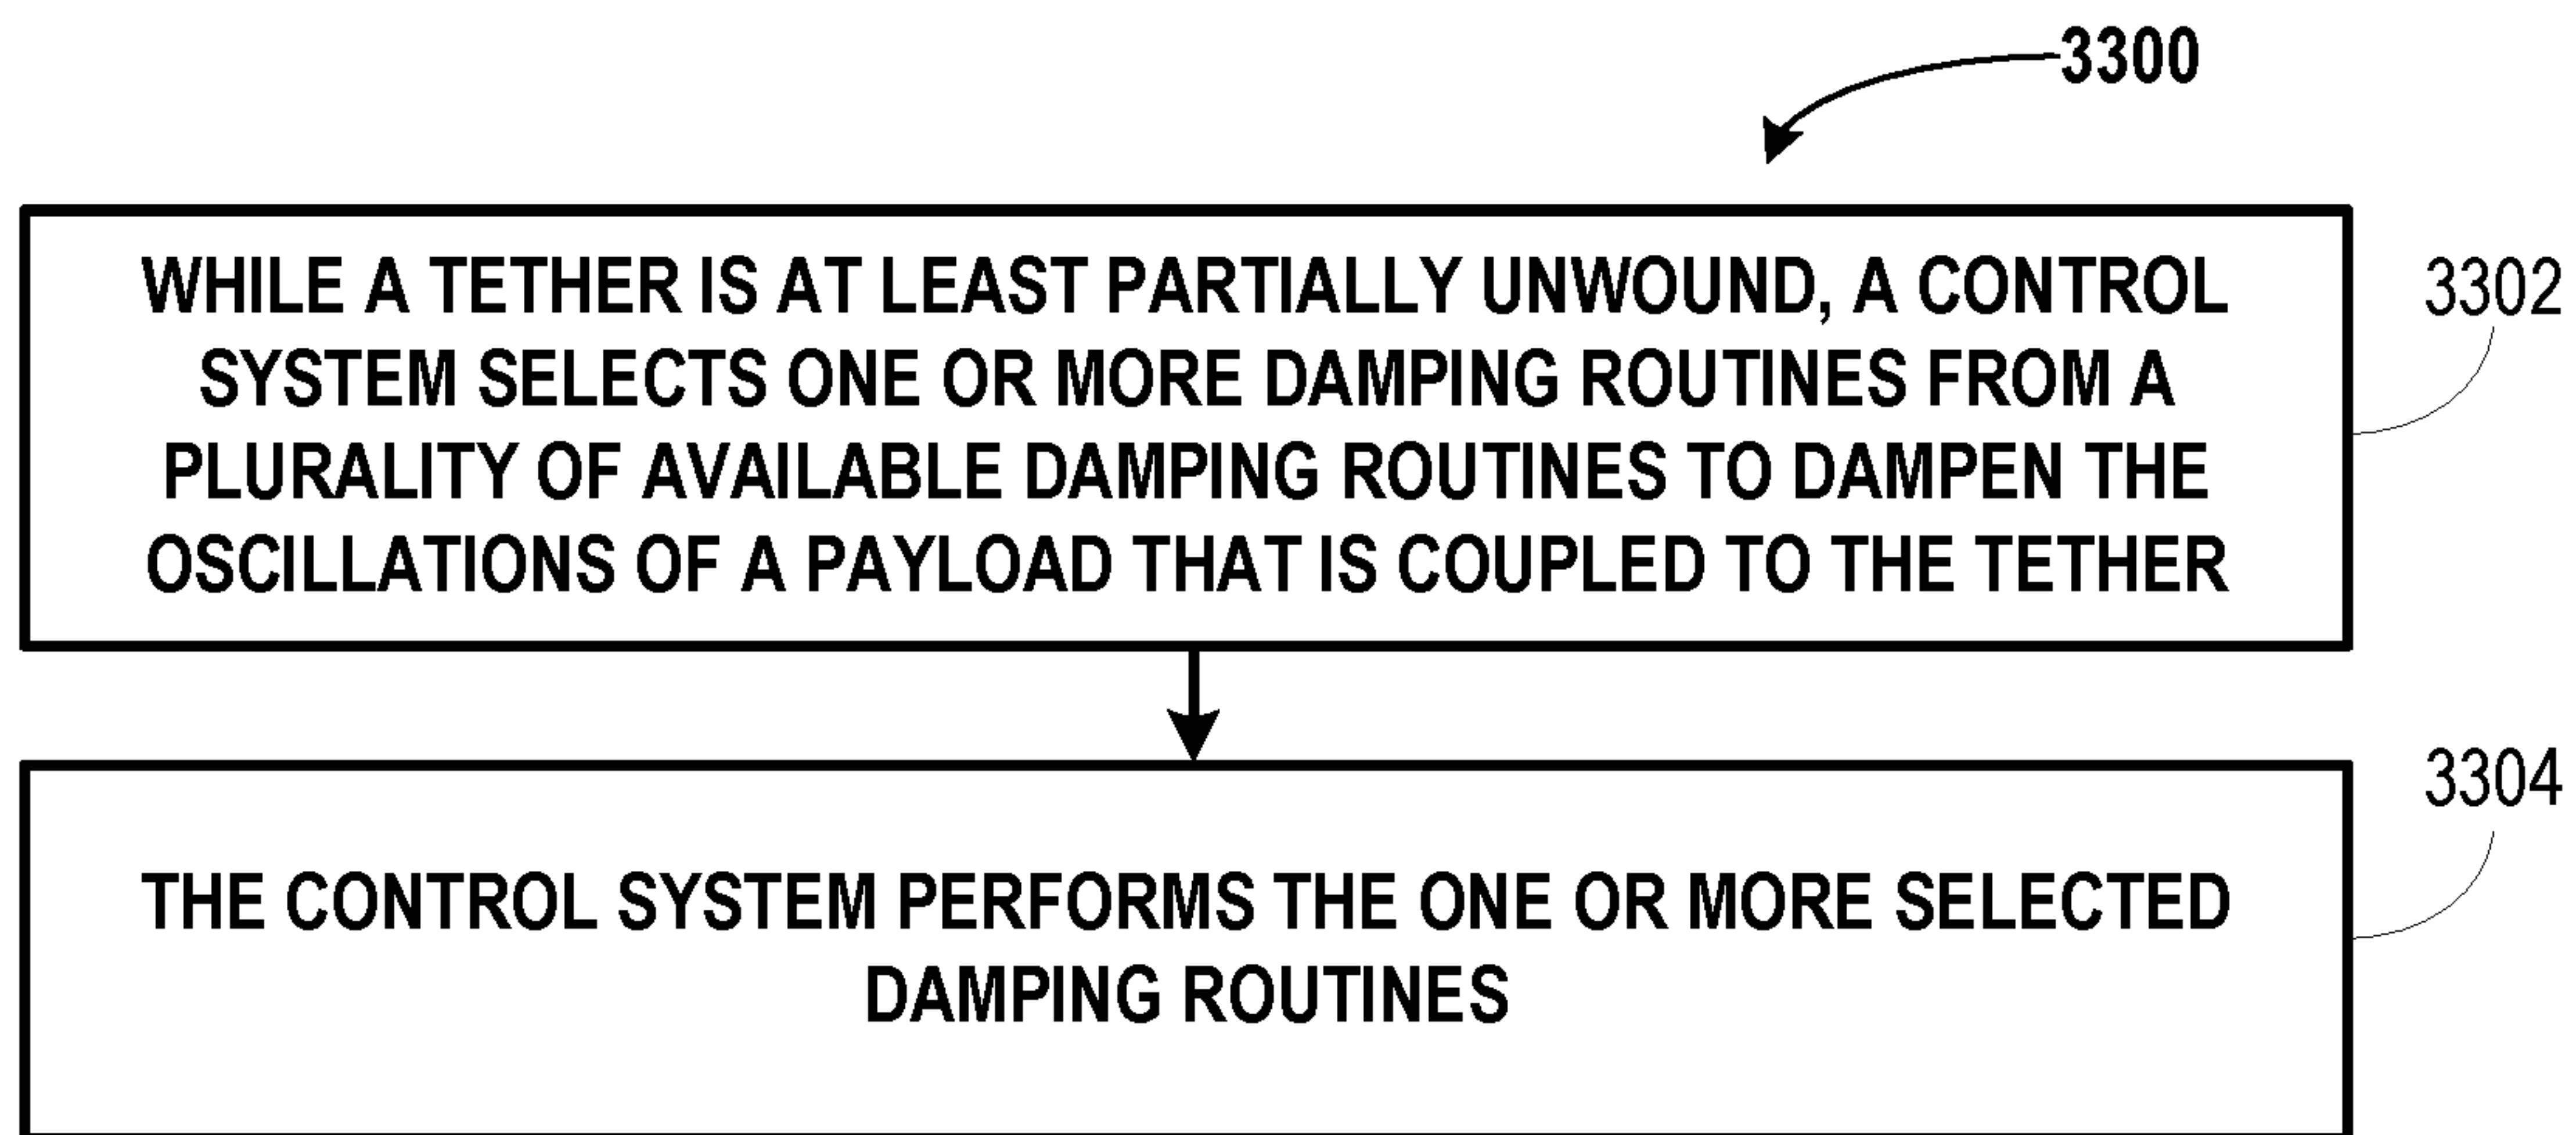 3300
WHILE A TETHER IS AT LEAST PARTIALLY UNWOUND, A CONTROL
SYSTEM SELECTS ONE OR MORE DAMPING ROUTINES FROM A
PLURALITY OF AVAILABLE DAMPING ROUTINES TO DAMPEN THE
OSCILLATIONS OF A PAYLOAD THAT IS COUPLED TO THE TETHER
3302
THE CONTROL SYSTEM PERFORMS THE ONE OR MORE SELECTED
DAMPING ROUTINES
3304